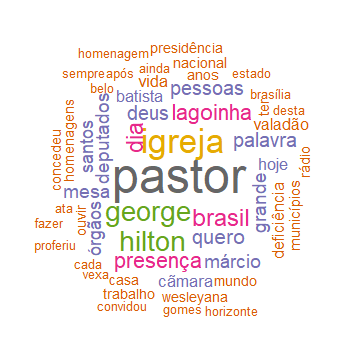 homenagem presidência
ainda nacional
sempre após vida anos estado
belo batista pessoas brasília
homenagens deputados dia deus lagoinha ter desta
concedeu santos igreja valadão
palavra
pastor hoje rádio
mesa george brasil grande
ata ouvir órgãos deficiência municípios
fazer hilton quero
proferiu presença márcio
cada casa cãmara mundo
vexa trabalho wesleyana
convidou gomes horizonte